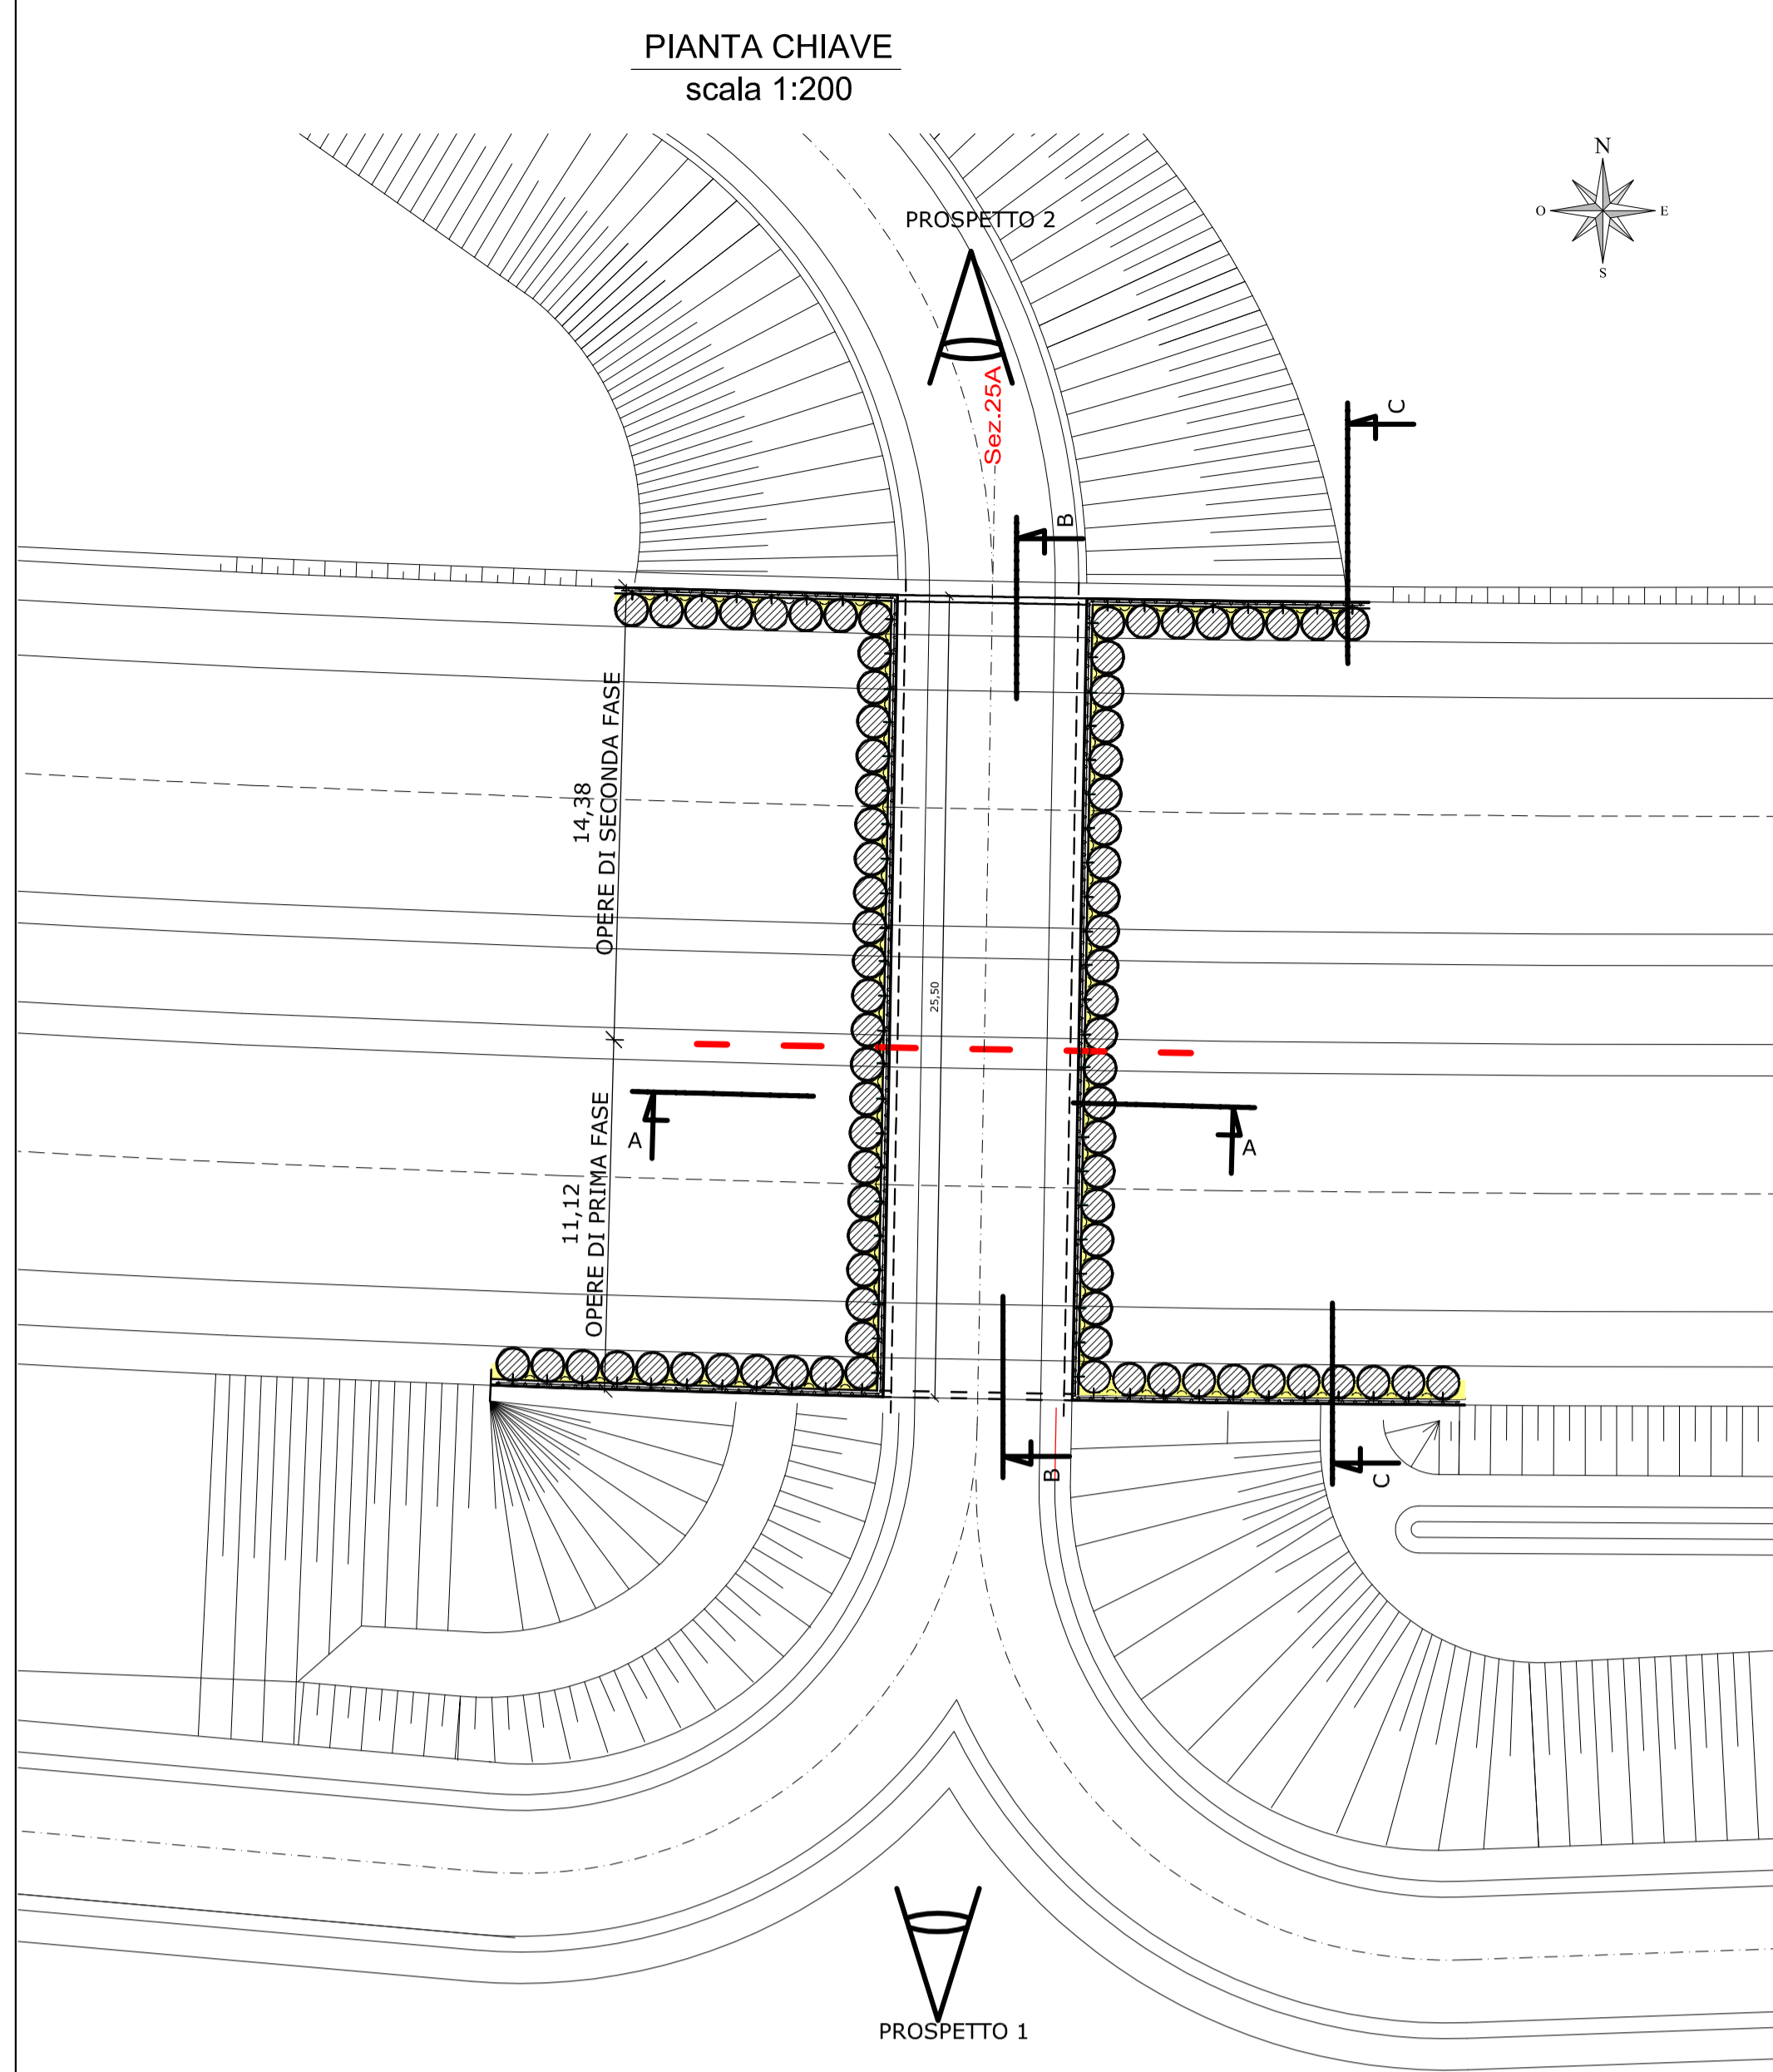 PIANTA CHIAVE
scala 1:200
N
O
E
S
PROSPETTO 2
Sez.25A
C
B
14,38
OPERE DI SECONDA FASE
25,50
A
A
11,12
OPERE DI PRIMA FASE
B
C
PROSPETTO 1